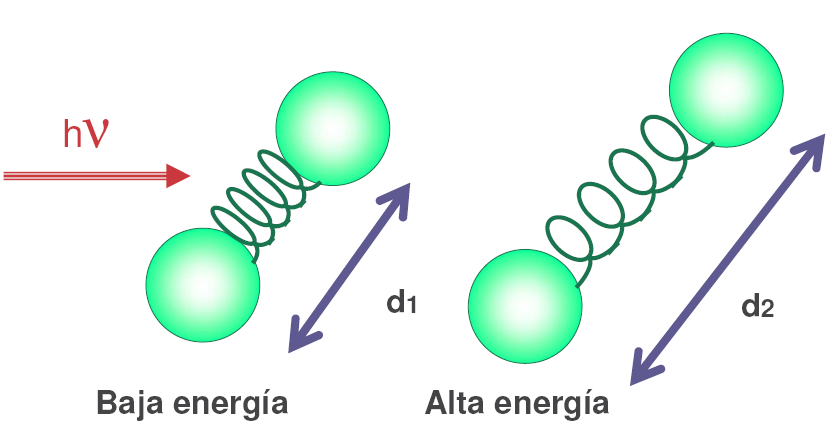 hν
d1
d2
Baja energía
Alta energía